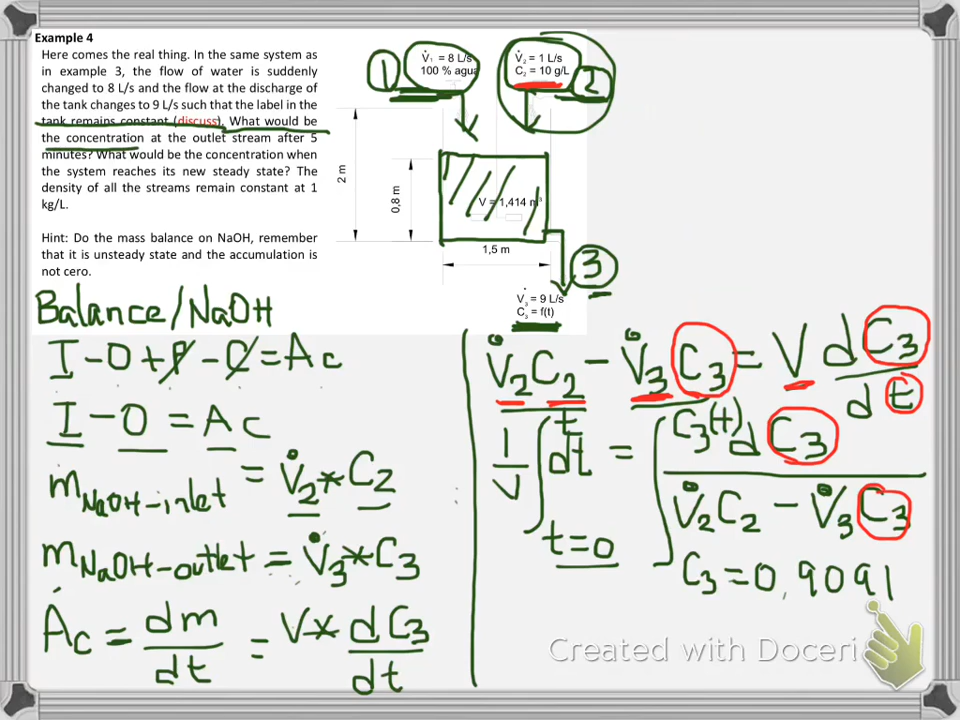 Example 4
Here comes the real thing. In the same system as
in example 3, the flow of water is suddenly
changed to 8 L/s and the flow at the discharge of
the tank changes to 9 L/s such that the label in the
tank remains constant (discuss). What would be
the concentration at the outlet stream after 5
minutes? What would be the concentration when
the system reaches its new steady state? The
density of all the streams remain constant at 1
kg/L.
Hint: Do the mass balance on NaOH, remember
that it is unsteady state and the accumulation is
not cero.
1
V̇₁ = 8 L/s
100 % agua
V̇₂ = 1 L/s
C₂ = 10 g/L
2
2 m
0,8 m
V = 1,414 m³
1,5 m
3
V̇₃ = 9 L/s
C₃ = f(t)
Balance/NaOH
I - O + P - C = Ac
I - O = Ac
m NaOH-inlet = V̇₂ * C₂
ṁ NaOH-outlet = V̇₃ * C₃
Ac = dm/dt = V * dC₃/dt
V̇₂C₂ - V̇₃C₃ = V dC₃/dt
1/V ∫ t=0 t dt = ∫ C₃=0,9091 C₃(t) dC₃ / V̇₂C₂ - V̇₃C₃
Created with Doceri